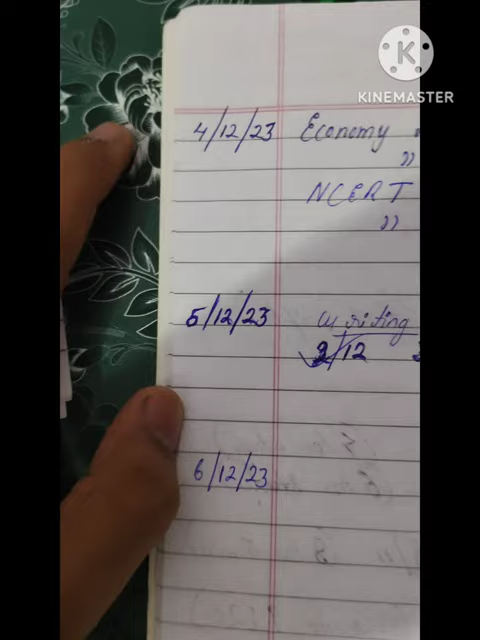 KINEMASTER
4/12/23 Economy
"
NCERT
"
5/12/23 writing
2/12
6/12/23